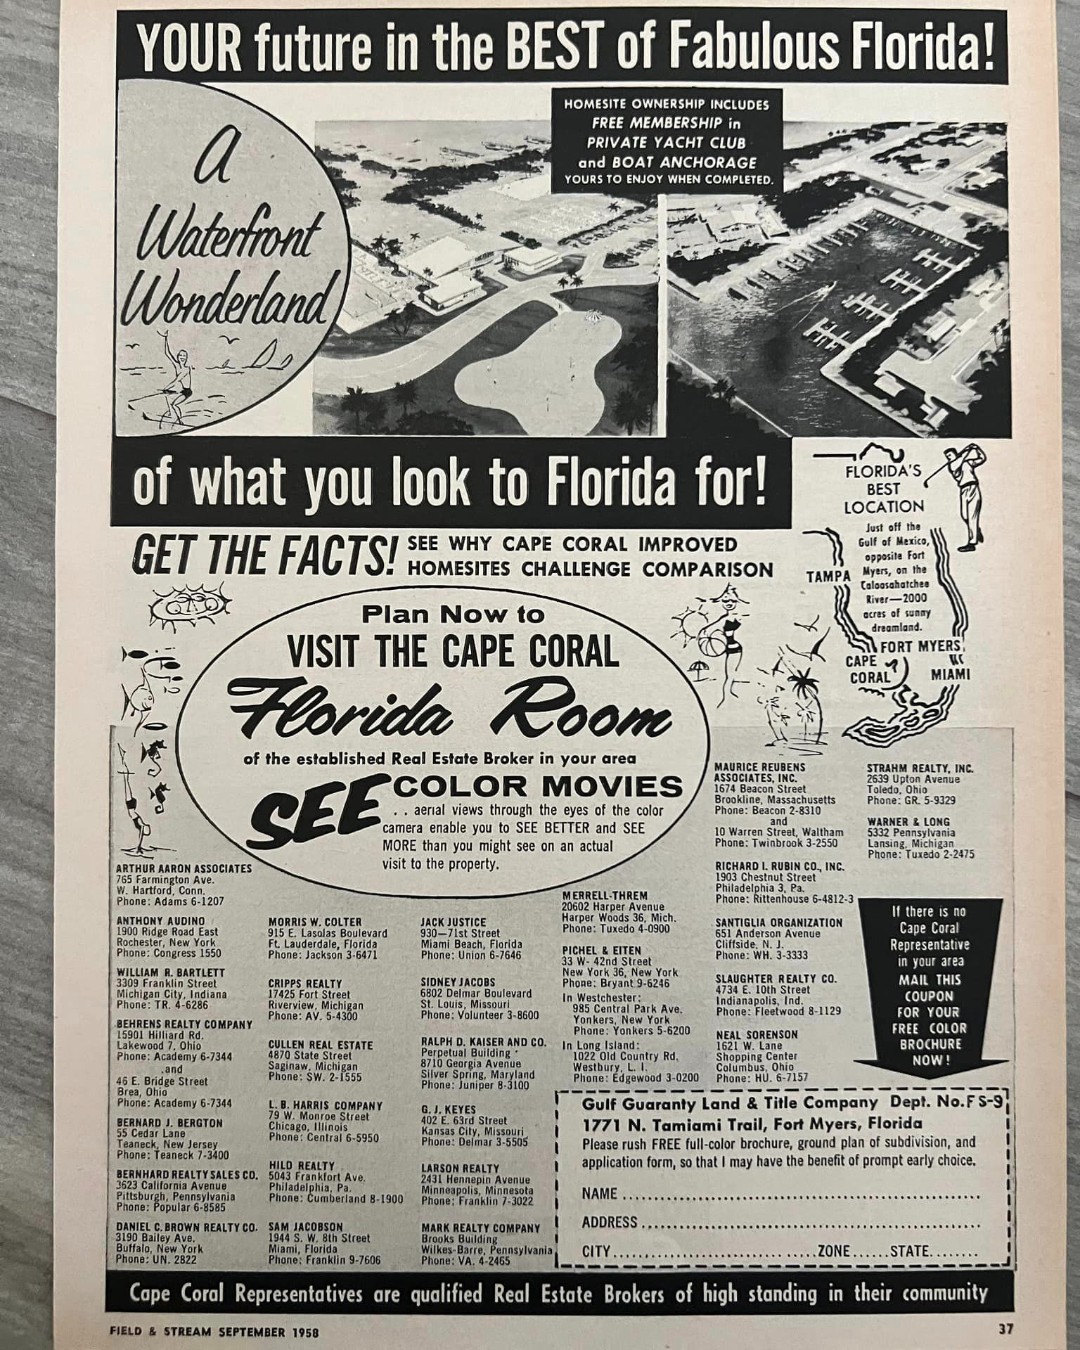 YOUR future in the BEST of Fabulous Florida!
A
Waterfront
Wonderland
HOMESITE OWNERSHIP INCLUDES
FREE MEMBERSHIP in
PRIVATE YACHT CLUB
and BOAT ANCHORAGE
YOURS TO ENJOY WHEN COMPLETED.
of what you look to Florida for!
FLORIDA'S
BEST
LOCATION
Just off the
Gulf of Mexico,
opposite Fort
Myers, on the
Caloosahatchee
River—2000
acres of sunny
dreamland.
TAMPA
FORT MYERS
CAPE
CORAL
MIAMI
GET THE FACTS!
SEE WHY CAPE CORAL IMPROVED
HOMESITES CHALLENGE COMPARISON
Plan Now to
VISIT THE CAPE CORAL
Florida Room
of the established Real Estate Broker in your area
SEE COLOR MOVIES
. . aerial views through the eyes of the color
camera enable you to SEE BETTER and SEE
MORE than you might see on an actual
visit to the property.
ARTHUR AARON ASSOCIATES
765 Farmington Ave.
W. Hartford, Conn.
Phone: Adams 6-1207
ANTHONY AUDINO
1900 Ridge Road East
Rochester, New York
Phone: Congress 1550
WILLIAM R. BARTLETT
3309 Franklin Street
Michigan City, Indiana
Phone: TR. 4-6286
BEHRENS REALTY COMPANY
15901 Hilliard Rd.
Lakewood 7, Ohio
Phone: Academy 6-7344
and
46 E. Bridge Street
Brea, Ohio
Phone: Academy 6-7344
BERNARD J. BERGTON
55 Cedar Lane
Teaneck, New Jersey
Phone: Teaneck 7-3400
BERNHARD REALTY SALES CO.
3623 California Avenue
Pittsburgh, Pennsylvania
Phone: Popular 6-8585
DANIEL C. BROWN REALTY CO.
3190 Bailey Ave.
Buffalo, New York
Phone: UN. 2822
MORRIS W. COLTER
915 E. Lasolas Boulevard
Ft. Lauderdale, Florida
Phone: Jackson 3-6471
CRIPPS REALTY
17425 Fort Street
Riverview, Michigan
Phone: AV. 5-4300
CULLEN REAL ESTATE
4870 State Street
Saginaw, Michigan
Phone: SW. 2-1555
L. B. HARRIS COMPANY
79 W. Monroe Street
Chicago, Illinois
Phone: Central 6-5950
HILD REALTY
5043 Frankfort Ave.
Philadelphia, Pa.
Phone: Cumberland 8-1900
SAM JACOBSON
1944 S. W. 8th Street
Miami, Florida
Phone: Franklin 9-7606
JACK JUSTICE
930—71st Street
Miami Beach, Florida
Phone: Union 6-7646
SIDNEY JACOBS
6802 Delmar Boulevard
St. Louis, Missouri
Phone: Volunteer 3-8600
RALPH D. KAISER AND CO.
Perpetual Building
8710 Georgia Avenue
Silver Spring, Maryland
Phone: Juniper 8-3100
G. J. KEYES
402 E. 63rd Street
Kansas City, Missouri
Phone: Delmar 3-5505
LARSON REALTY
2431 Hennepin Avenue
Minneapolis, Minnesota
Phone: Franklin 7-3022
MARK REALTY COMPANY
Brooks Building
Wilkes-Barre, Pennsylvania
Phone: VA. 4-2465
MERRELL-THREM
20602 Harper Avenue
Harper Woods 36, Mich.
Phone: Tuxedo 4-0900
PICHEL & EITEN
33 W. 42nd Street
New York 36, New York
Phone: Bryant 9-6246
In Westchester:
985 Central Park Ave.
Yonkers, New York
Phone: Yonkers 5-6200
In Long Island:
1022 Old Country Rd.
Westbury, L. I.
Phone: Edgewood 3-0200
MAURICE REUBENS
ASSOCIATES, INC.
1674 Beacon Street
Brookline, Massachusetts
Phone: Beacon 2-8310
and
10 Warren Street, Waltham
Phone: Twinbrook 3-2550
RICHARD I. RUBIN CO., INC.
1903 Chestnut Street
Philadelphia 3, Pa.
Phone: Rittenhouse 6-4812-3
SANTIGLIA ORGANIZATION
651 Anderson Avenue
Cliffside, N. J.
Phone: WH. 3-3333
SLAUGHTER REALTY CO.
4734 E. 10th Street
Indianapolis, Ind.
Phone: Fleetwood 8-1129
NEAL SORENSON
1621 W. Lane
Shopping Center
Columbus, Ohio
Phone: HU. 6-7157
STRAHM REALTY, INC.
2639 Upton Avenue
Toledo, Ohio
Phone: GR. 5-9329
WARNER & LONG
5332 Pennsylvania
Lansing, Michigan
Phone: Tuxedo 2-2475
If there is no
Cape Coral
Representative
in your area
MAIL THIS
COUPON
FOR YOUR
FREE COLOR
BROCHURE
NOW!
Gulf Guaranty Land & Title Company Dept. No. FS-9
1771 N. Tamiami Trail, Fort Myers, Florida
Please rush FREE full-color brochure, ground plan of subdivision, and
application form, so that I may have the benefit of prompt early choice.
NAME
ADDRESS
CITY ZONE STATE
Cape Coral Representatives are qualified Real Estate Brokers of high standing in their community
FIELD & STREAM SEPTEMBER 1958
37